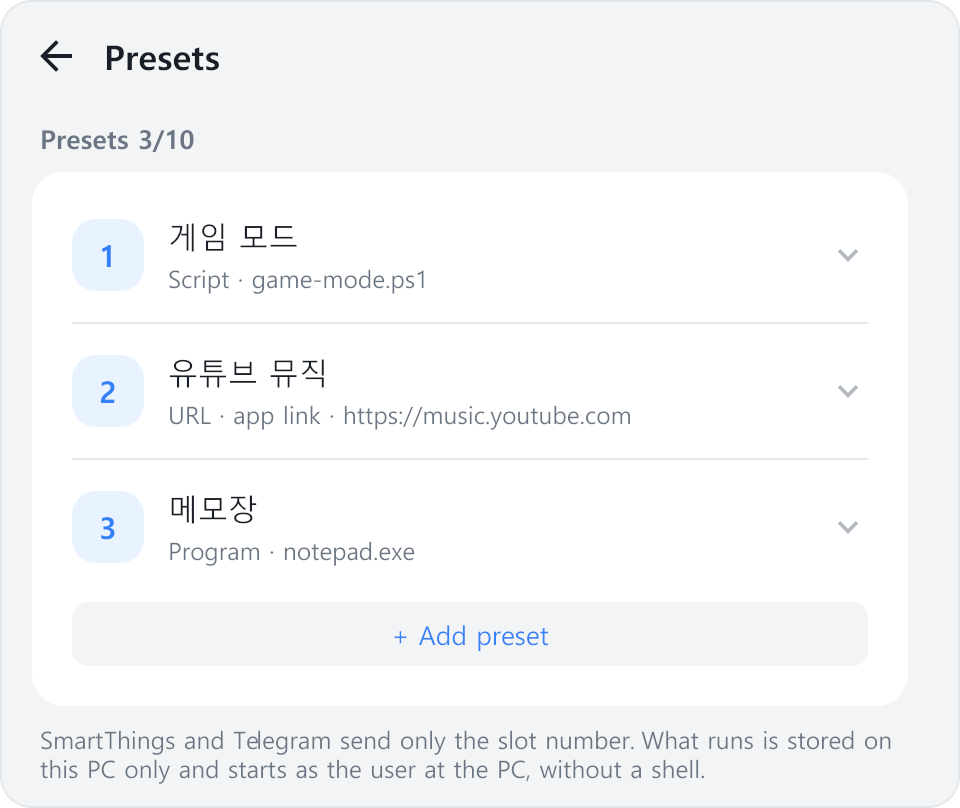 Presets
Presets 3/10
1
게임 모드
Script · game-mode.ps1
2
유튜브 뮤직
URL · app link · https://music.youtube.com
3
메모장
Program · notepad.exe
+ Add preset
SmartThings and Telegram send only the slot number. What runs is stored on
this PC only and starts as the user at the PC, without a shell.